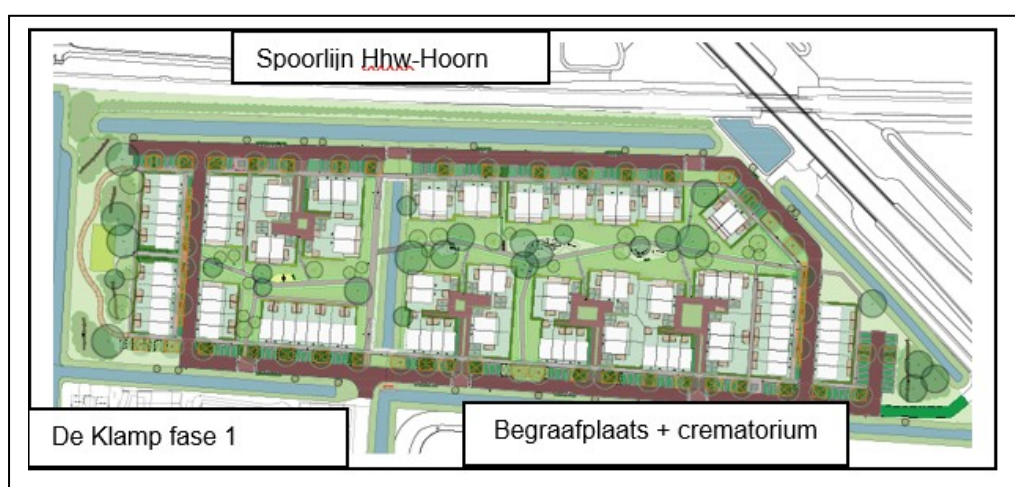 Spoorlijn Hhw-Hoorn
De Klamp fase 1
Begraafplaats + crematorium